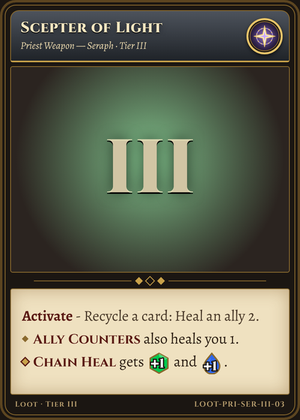 Scepter of Light
Priest Weapon — Seraph · Tier III
III
Activate - Recycle a card: Heal an ally 2.
Ally Counters also heals you 1.
Chain Heal gets +1 and +1 .
Loot · Tier III
LOOT-PRI-SER-III-03